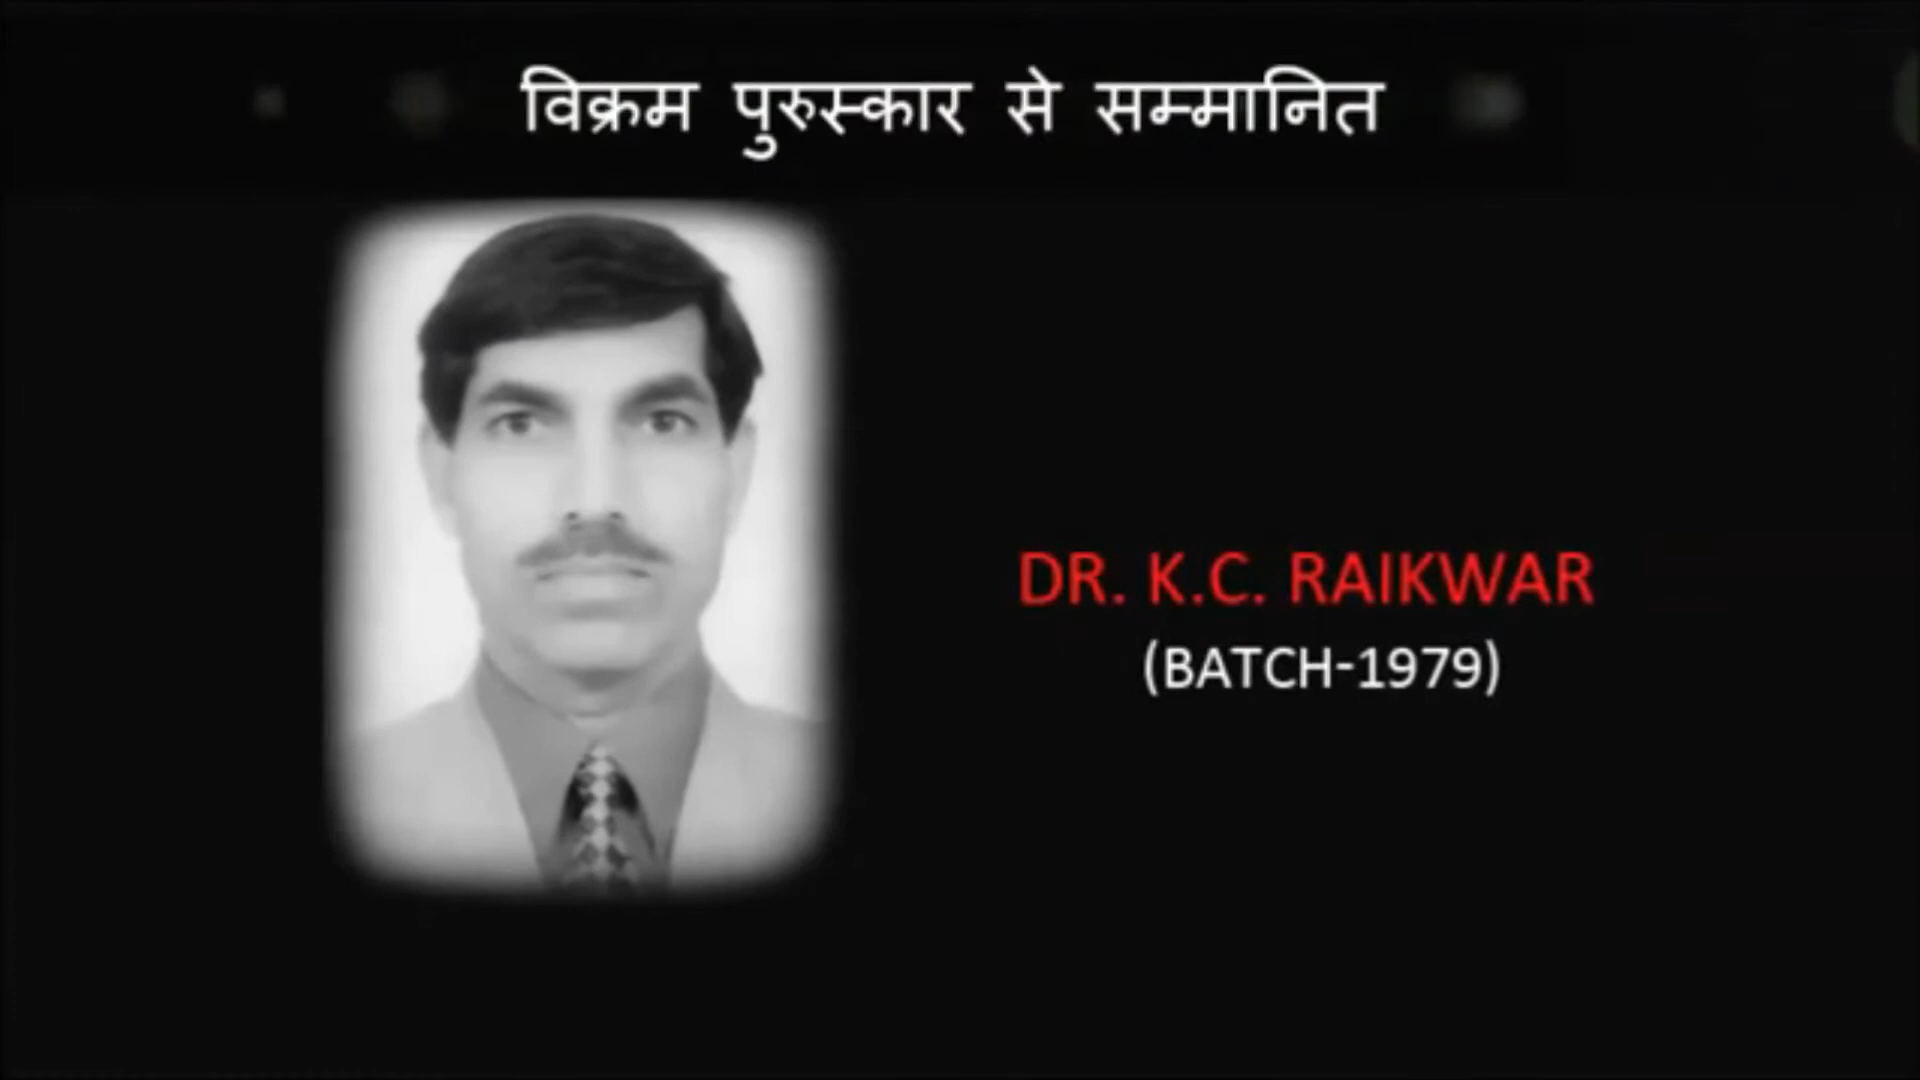 विक्रम पुरुस्कार से सम्मानित
DR. K.C. RAIKWAR
(BATCH-1979)